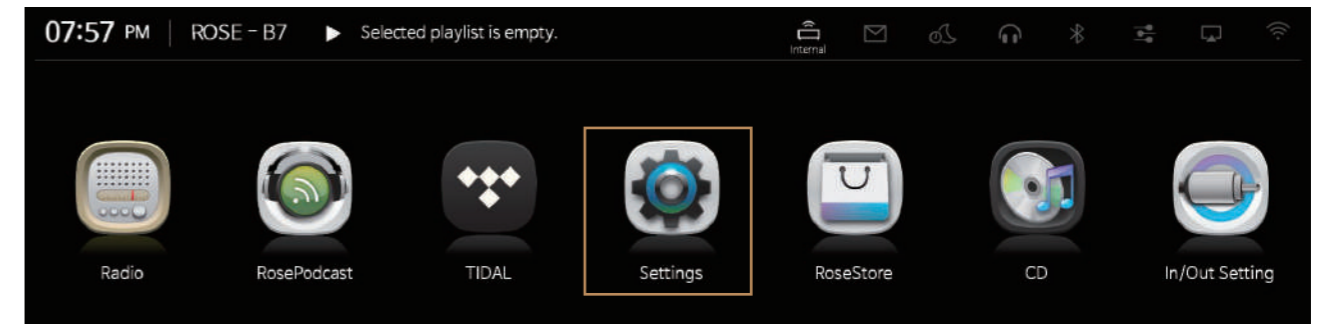 07:57 PM ROSE - B7 Selected playlist is empty.
Internal
Radio RosePodcast TIDAL Settings RoseStore CD In/Out Setting